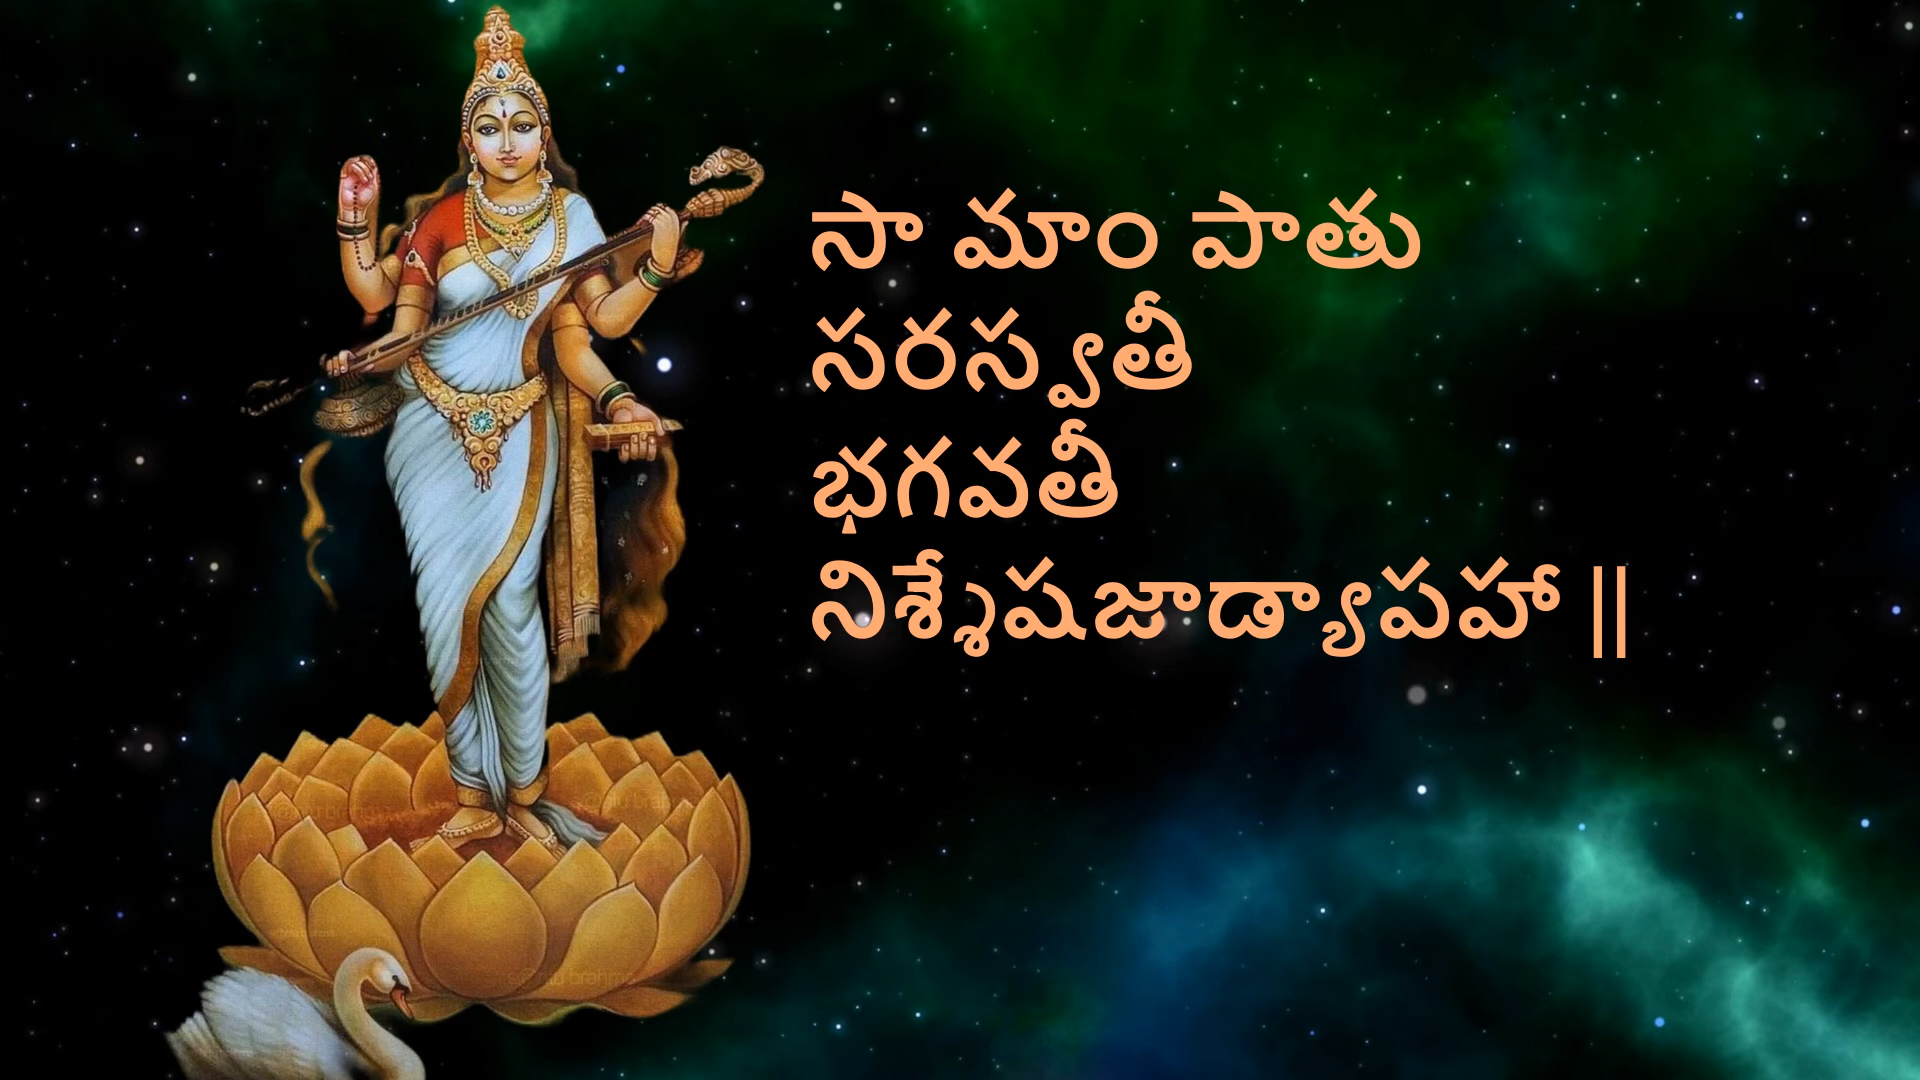 సా మాం పాతు
సరస్వతీ
భగవతీ
నిశ్శేషజాడ్యాపహా ||